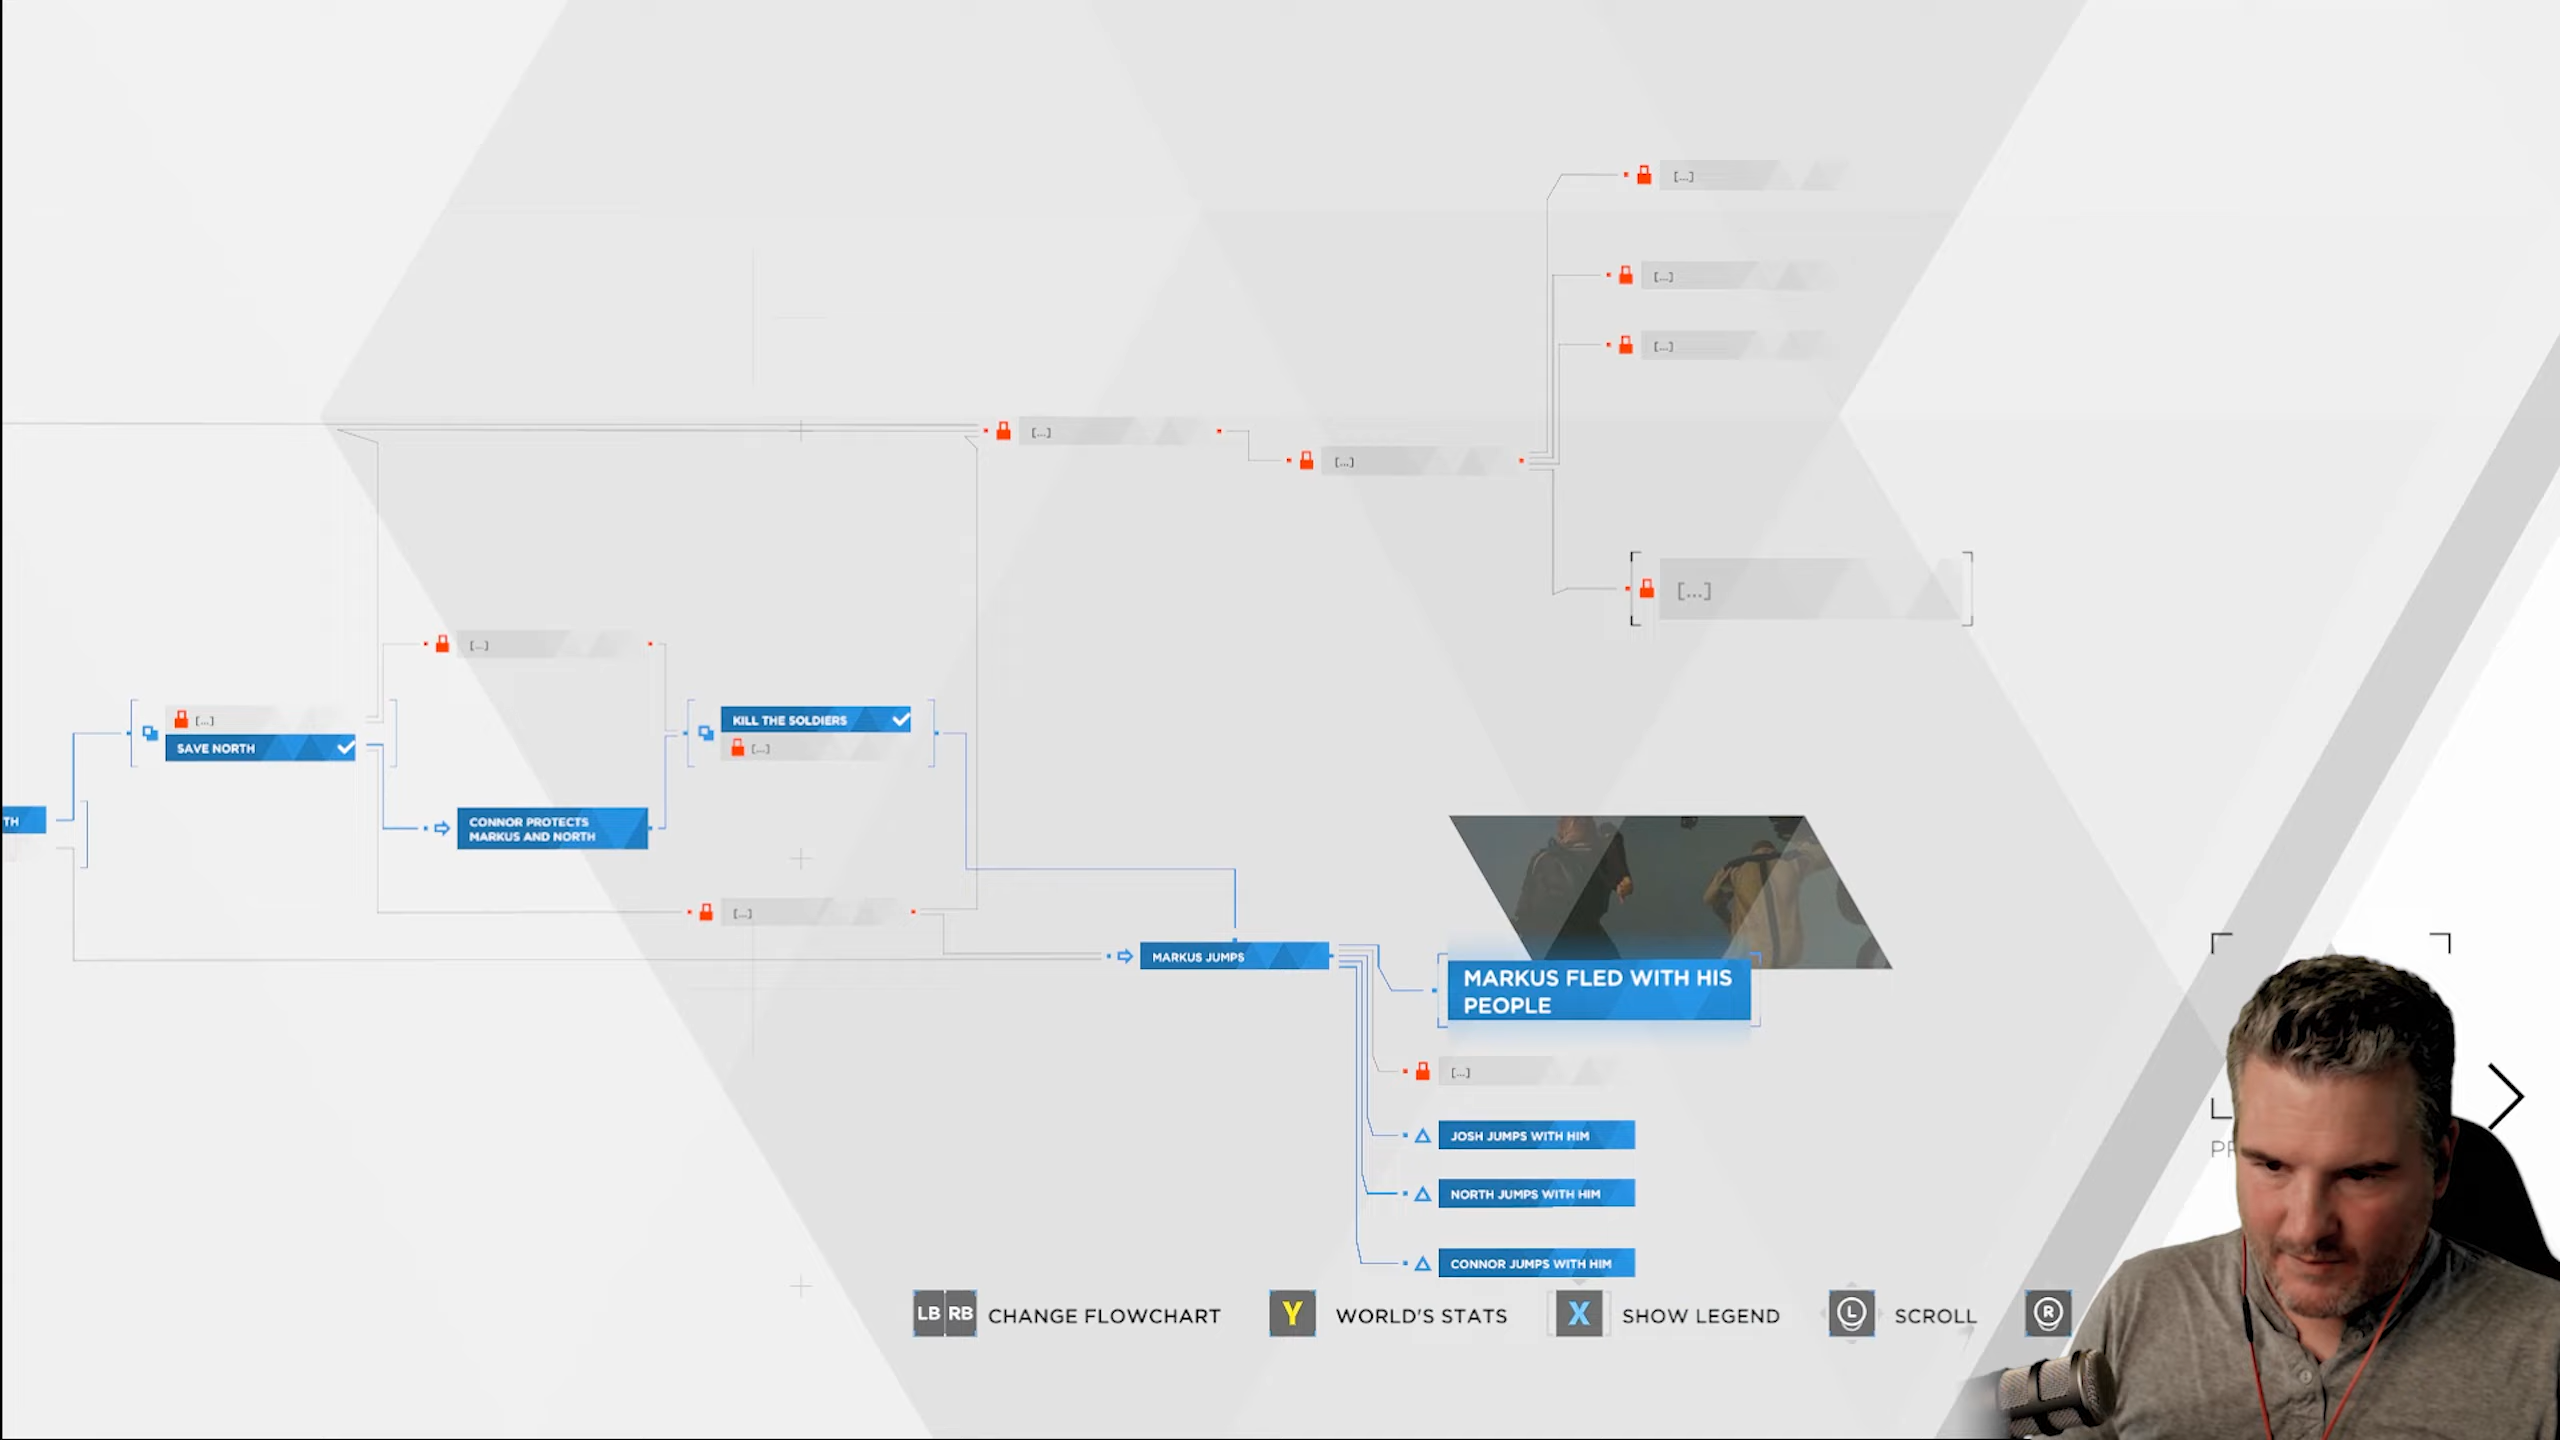 [...]
[...]
[...]
[...]
[...]
[...]
[...]
[...]
SAVE NORTH
KILL THE SOLDIERS
[...]
TH
CONNOR PROTECTS
MARKUS AND NORTH
[...]
MARKUS JUMPS
MARKUS FLED WITH HIS
PEOPLE
[...]
JOSH JUMPS WITH HIM
NORTH JUMPS WITH HIM
CONNOR JUMPS WITH HIM
LB RB CHANGE FLOWCHART
Y WORLD'S STATS
X SHOW LEGEND
L SCROLL
R